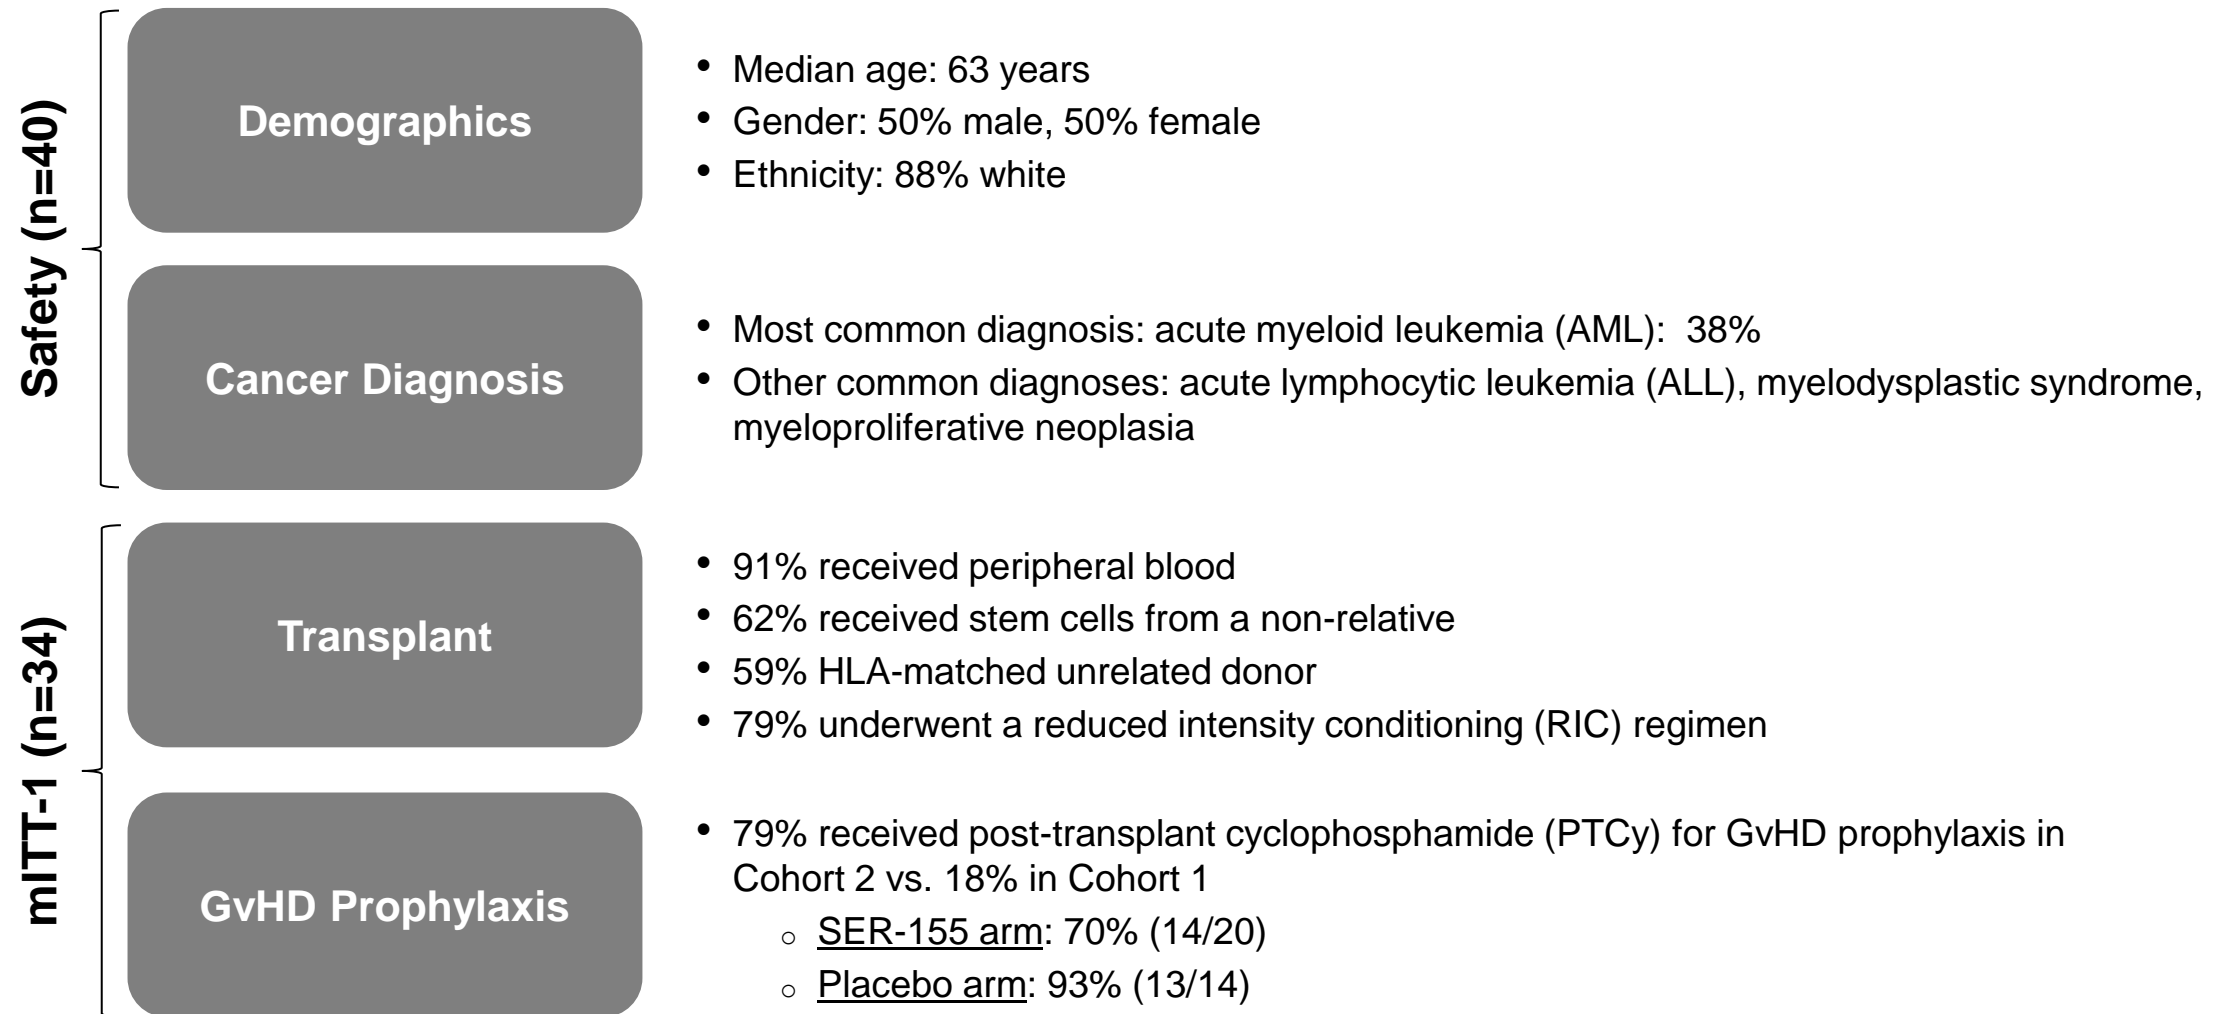 Safety (n=40)
Demographics
• Median age: 63 years
• Gender: 50% male, 50% female
• Ethnicity: 88% white
Cancer Diagnosis
• Most common diagnosis: acute myeloid leukemia (AML):  38%
• Other common diagnoses: acute lymphocytic leukemia (ALL), myelodysplastic syndrome,
myeloproliferative neoplasia
mITT-1 (n=34)
Transplant
• 91% received peripheral blood
• 62% received stem cells from a non-relative
• 59% HLA-matched unrelated donor
• 79% underwent a reduced intensity conditioning (RIC) regimen
GvHD Prophylaxis
• 79% received post-transplant cyclophosphamide (PTCy) for GvHD prophylaxis in
Cohort 2 vs. 18% in Cohort 1
○ SER-155 arm: 70% (14/20)
○ Placebo arm: 93% (13/14)